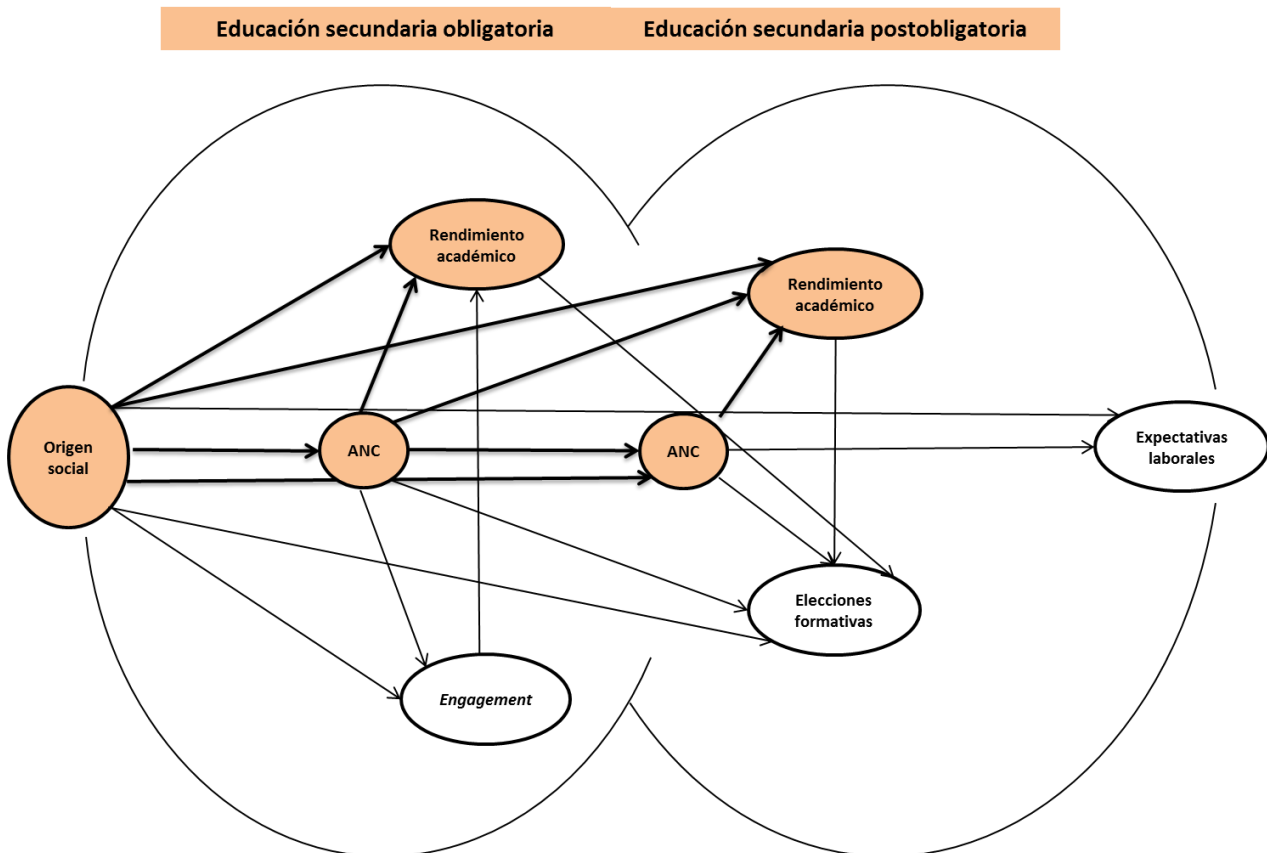 Educación secundaria obligatoria
Educación secundaria postobligatoria
Rendimiento
académico
Rendimiento
académico
Origen
social
ANC
ANC
Expectativas
laborales
Elecciones
formativas
Engagement